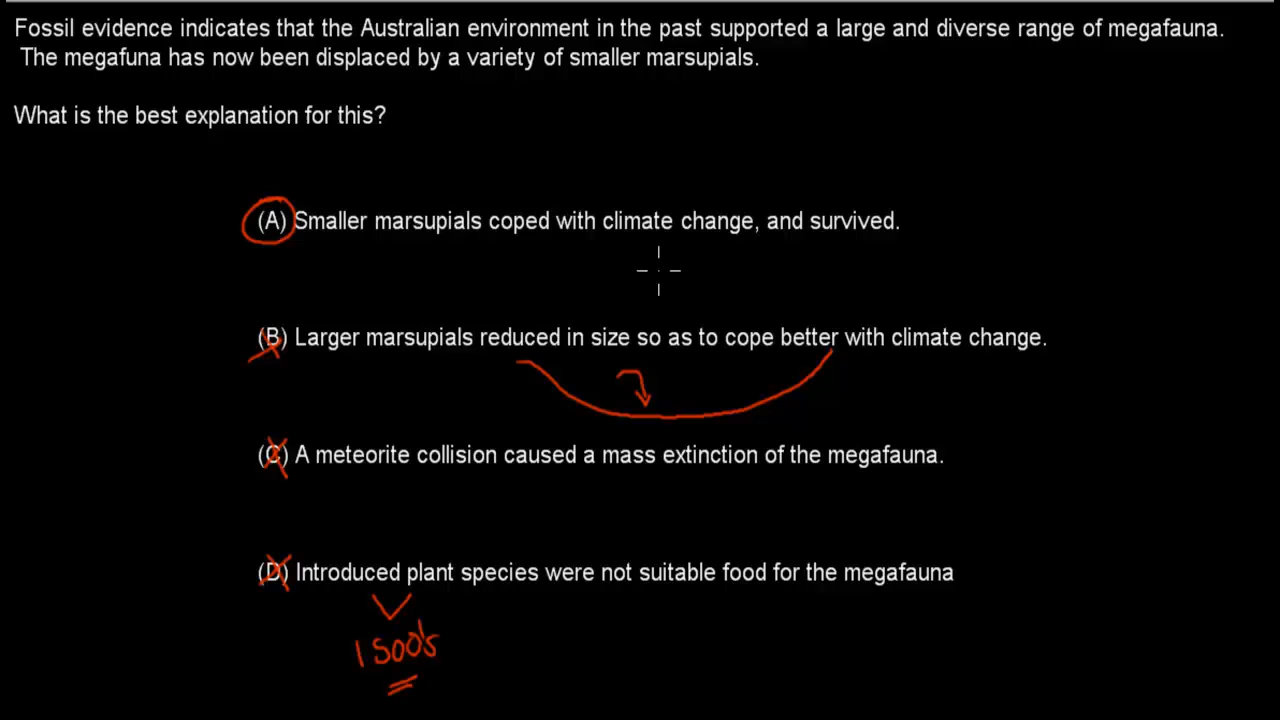 Fossil evidence indicates that the Australian environment in the past supported a large and diverse range of megafauna.
The megafuna has now been displaced by a variety of smaller marsupials.
What is the best explanation for this?
(A) Smaller marsupials coped with climate change, and survived.
(B) Larger marsupials reduced in size so as to cope better with climate change.
(C) A meteorite collision caused a mass extinction of the megafauna.
(D) Introduced plant species were not suitable food for the megafauna
1500's